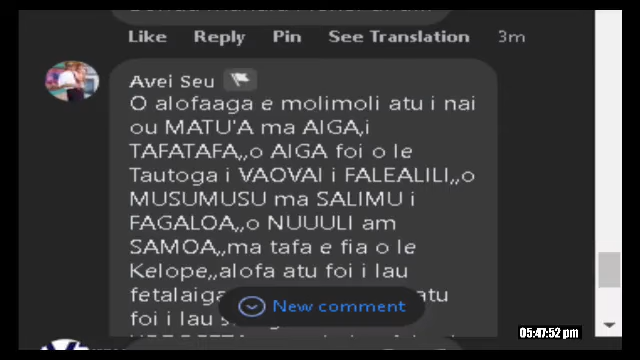 Like Reply Pin See Translation 3m
Avei Seu
O alofaaga e molimoli atu i nai
ou MATU'A ma AIGA,i
TAFATAFA,,o AIGA foi o le
Tautoga i VAOVAI i FALEALILI,,o
MUSUMUSU ma SALIMU i
FAGALOA,,o NUUULI am
SAMOA,,ma tafa e fia o le
Kelope,,alofa atu foi i lau
fetalaiga atu
New comment
foi i lau
05:47:52 pm